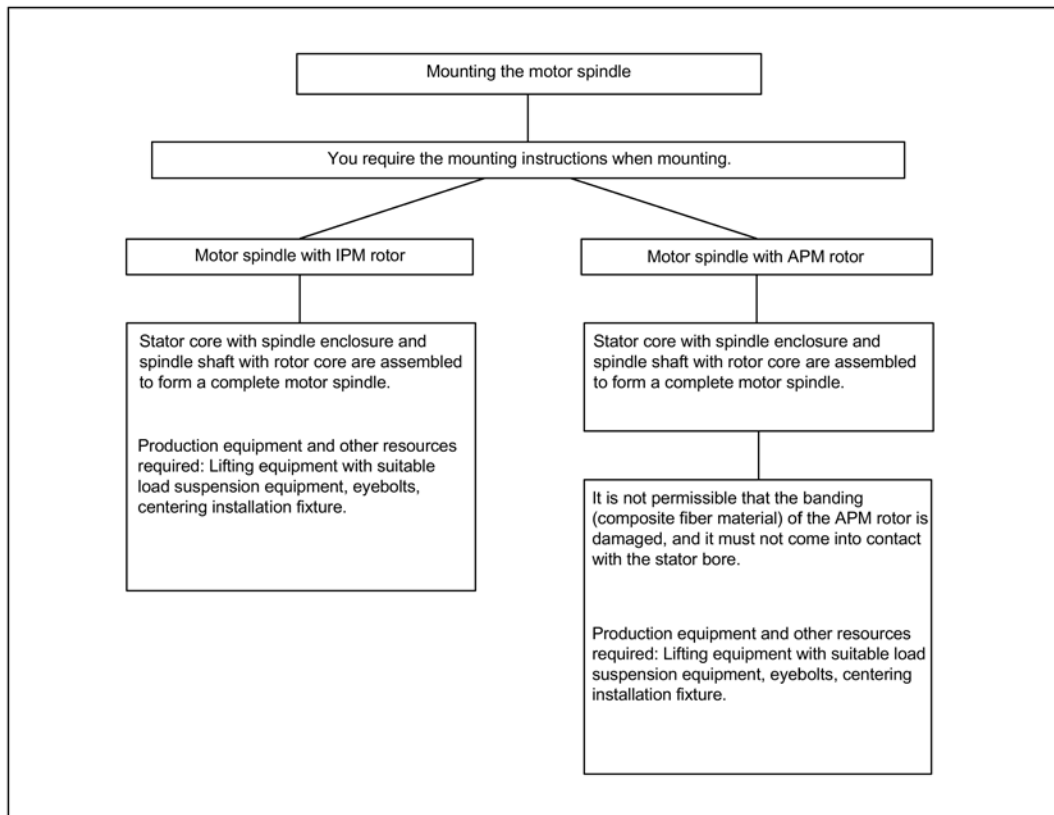 Mounting the motor spindle
You require the mounting instructions when mounting.
Motor spindle with IPM rotor
Motor spindle with APM rotor
Stator core with spindle enclosure and
spindle shaft with rotor core are assembled
to form a complete motor spindle.
Production equipment and other resources
required: Lifting equipment with suitable
load suspension equipment, eyebolts,
centering installation fixture.
Stator core with spindle enclosure and
spindle shaft with rotor core are assembled
to form a complete motor spindle.
It is not permissible that the banding
(composite fiber material) of the APM rotor is
damaged, and it must not come into contact
with the stator bore.
Production equipment and other resources
required: Lifting equipment with suitable load
suspension equipment, eyebolts, centering
installation fixture.